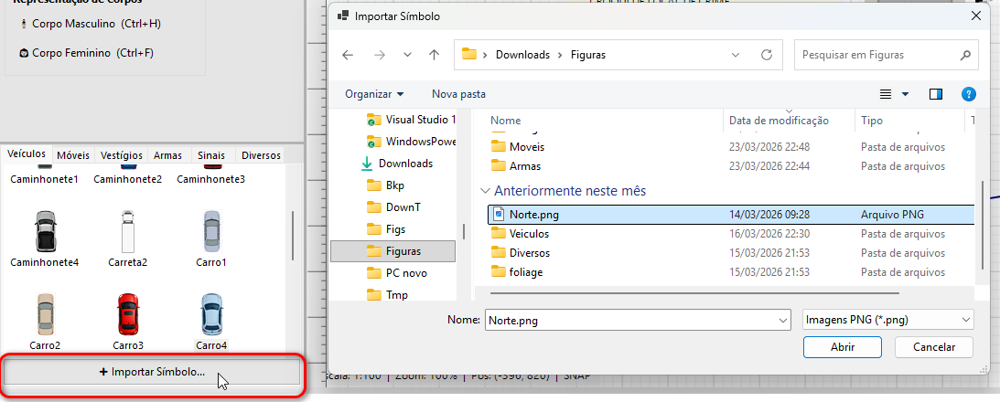 Representação de Corpos
Corpo Masculino (Ctrl+H)
Corpo Feminino (Ctrl+F)
Veículos Móveis Vestígios Armas Sinais Diversos
Caminhonete1 Caminhonete2 Caminhonete3
Caminhonete4 Carreta2 Carro1
Carro2 Carro3 Carro4
+ Importar Símbolo...
Importar Símbolo
Downloads Figuras
Pesquisar em Figuras
Organizar Nova pasta
Visual Studio 1
WindowsPowe
Downloads
Bkp
DownT
Figs
Figuras
PC novo
Tmp
Nome Data de modificação Tipo
Moveis 23/03/2026 22:48 Pasta de arquivos
Armas 23/03/2026 22:44 Pasta de arquivos
Anteriormente neste mês
Norte.png 14/03/2026 09:28 Arquivo PNG
Veiculos 16/03/2026 22:30 Pasta de arquivos
Diversos 15/03/2026 21:53 Pasta de arquivos
foliage 15/03/2026 21:53 Pasta de arquivos
Nome: Norte.png Imagens PNG (*.png)
Abrir Cancelar
scala: 1:100 | Zoom: 100% | Pos: (-396, 820) | SNAP